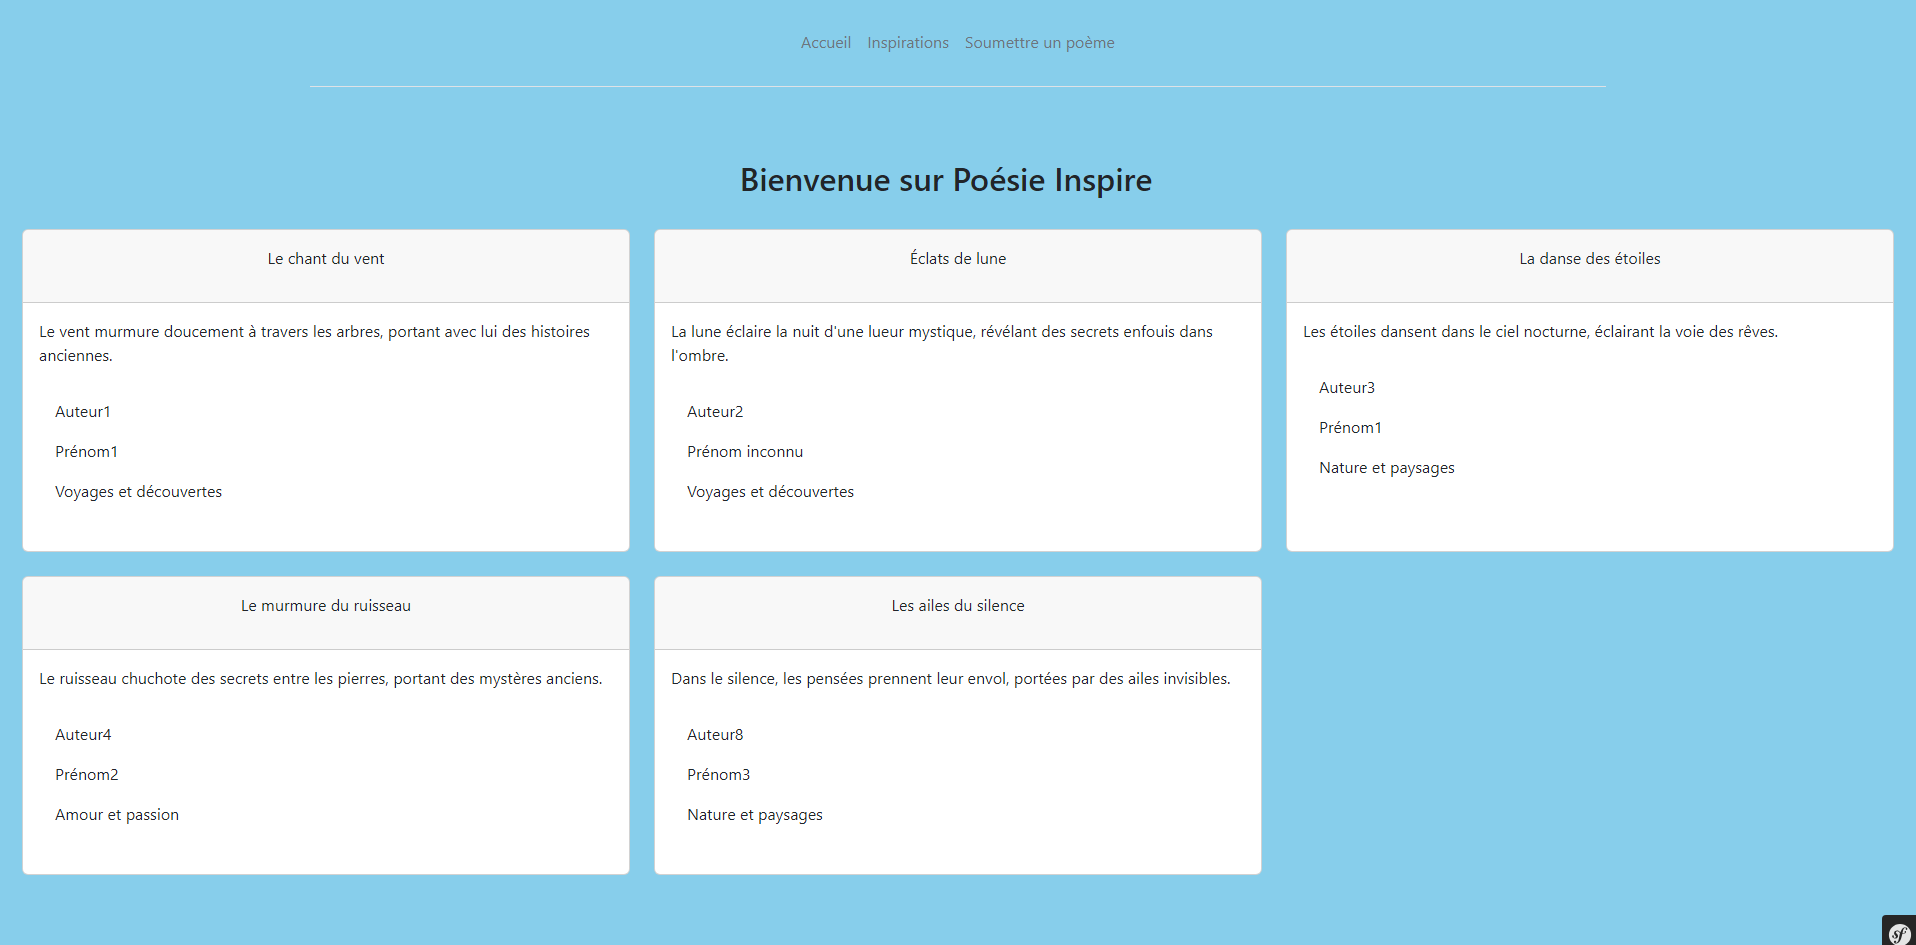 Accueil Inspirations Soumettre un poème
Bienvenue sur Poésie Inspire
Le chant du vent
Le vent murmure doucement à travers les arbres, portant avec lui des histoires
anciennes.
Auteur1
Prénom1
Voyages et découvertes
Éclats de lune
La lune éclaire la nuit d'une lueur mystique, révélant des secrets enfouis dans
l'ombre.
Auteur2
Prénom inconnu
Voyages et découvertes
La danse des étoiles
Les étoiles dansent dans le ciel nocturne, éclairant la voie des rêves.
Auteur3
Prénom1
Nature et paysages
Le murmure du ruisseau
Le ruisseau chuchote des secrets entre les pierres, portant des mystères anciens.
Auteur4
Prénom2
Amour et passion
Les ailes du silence
Dans le silence, les pensées prennent leur envol, portées par des ailes invisibles.
Auteur8
Prénom3
Nature et paysages
sf